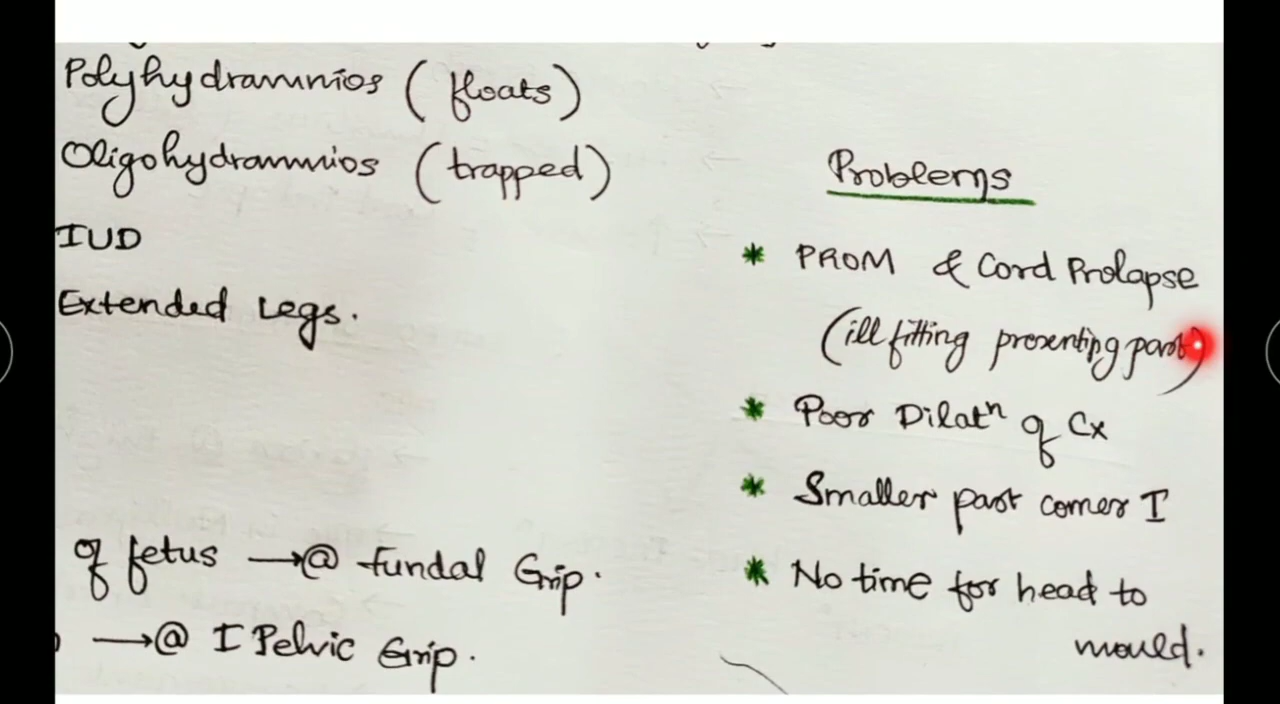 Polyhydramnios (floats)
Oligohydramnios (trapped)
IUD
Extended Legs.
of fetus →@ fundal Grip.
→@ I Pelvic Grip.
Problems
* PROM & Cord Prolapse
(ill fitting presenting part)
* Poor Dilatⁿ of Cx
* Smaller part comes I
* No time for head to
mould.